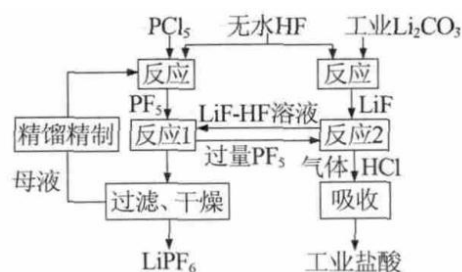 PCl₅ 无水HF 工业Li₂CO₃
反应 反应
PF₅ LiF-HF溶液 LiF
精馏精制 反应1 反应2
过量PF₅ 气体 HCl
母液
过滤、干燥 吸收
LiPF₆ 工业盐酸